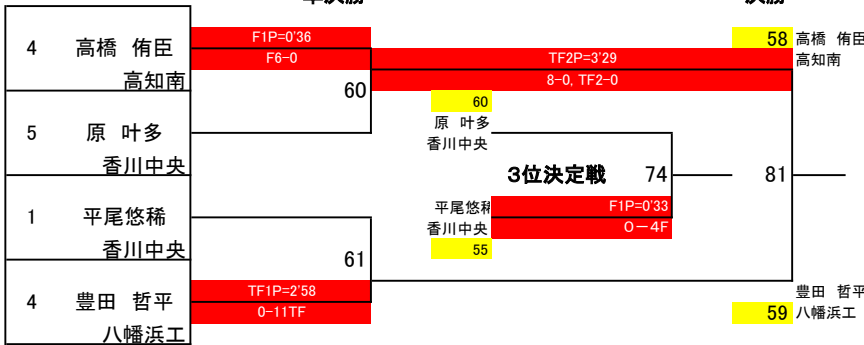 4 高橋 侑臣
高知南
5 原 叶多
香川中央
1 平尾悠稀
香川中央
4 豊田 哲平
八幡浜工
F1P=0'36
F6-0
60
TF1P=2'58
0-11TF
61
TF2P=3'29
8-0, TF2-0
60
原 叶多
香川中央
3位決定戦
74
平尾悠稀
香川中央
55
F1P=0'33
0-4F
81
58 高橋 侑臣
高知南
豊田 哲平
59 八幡浜工